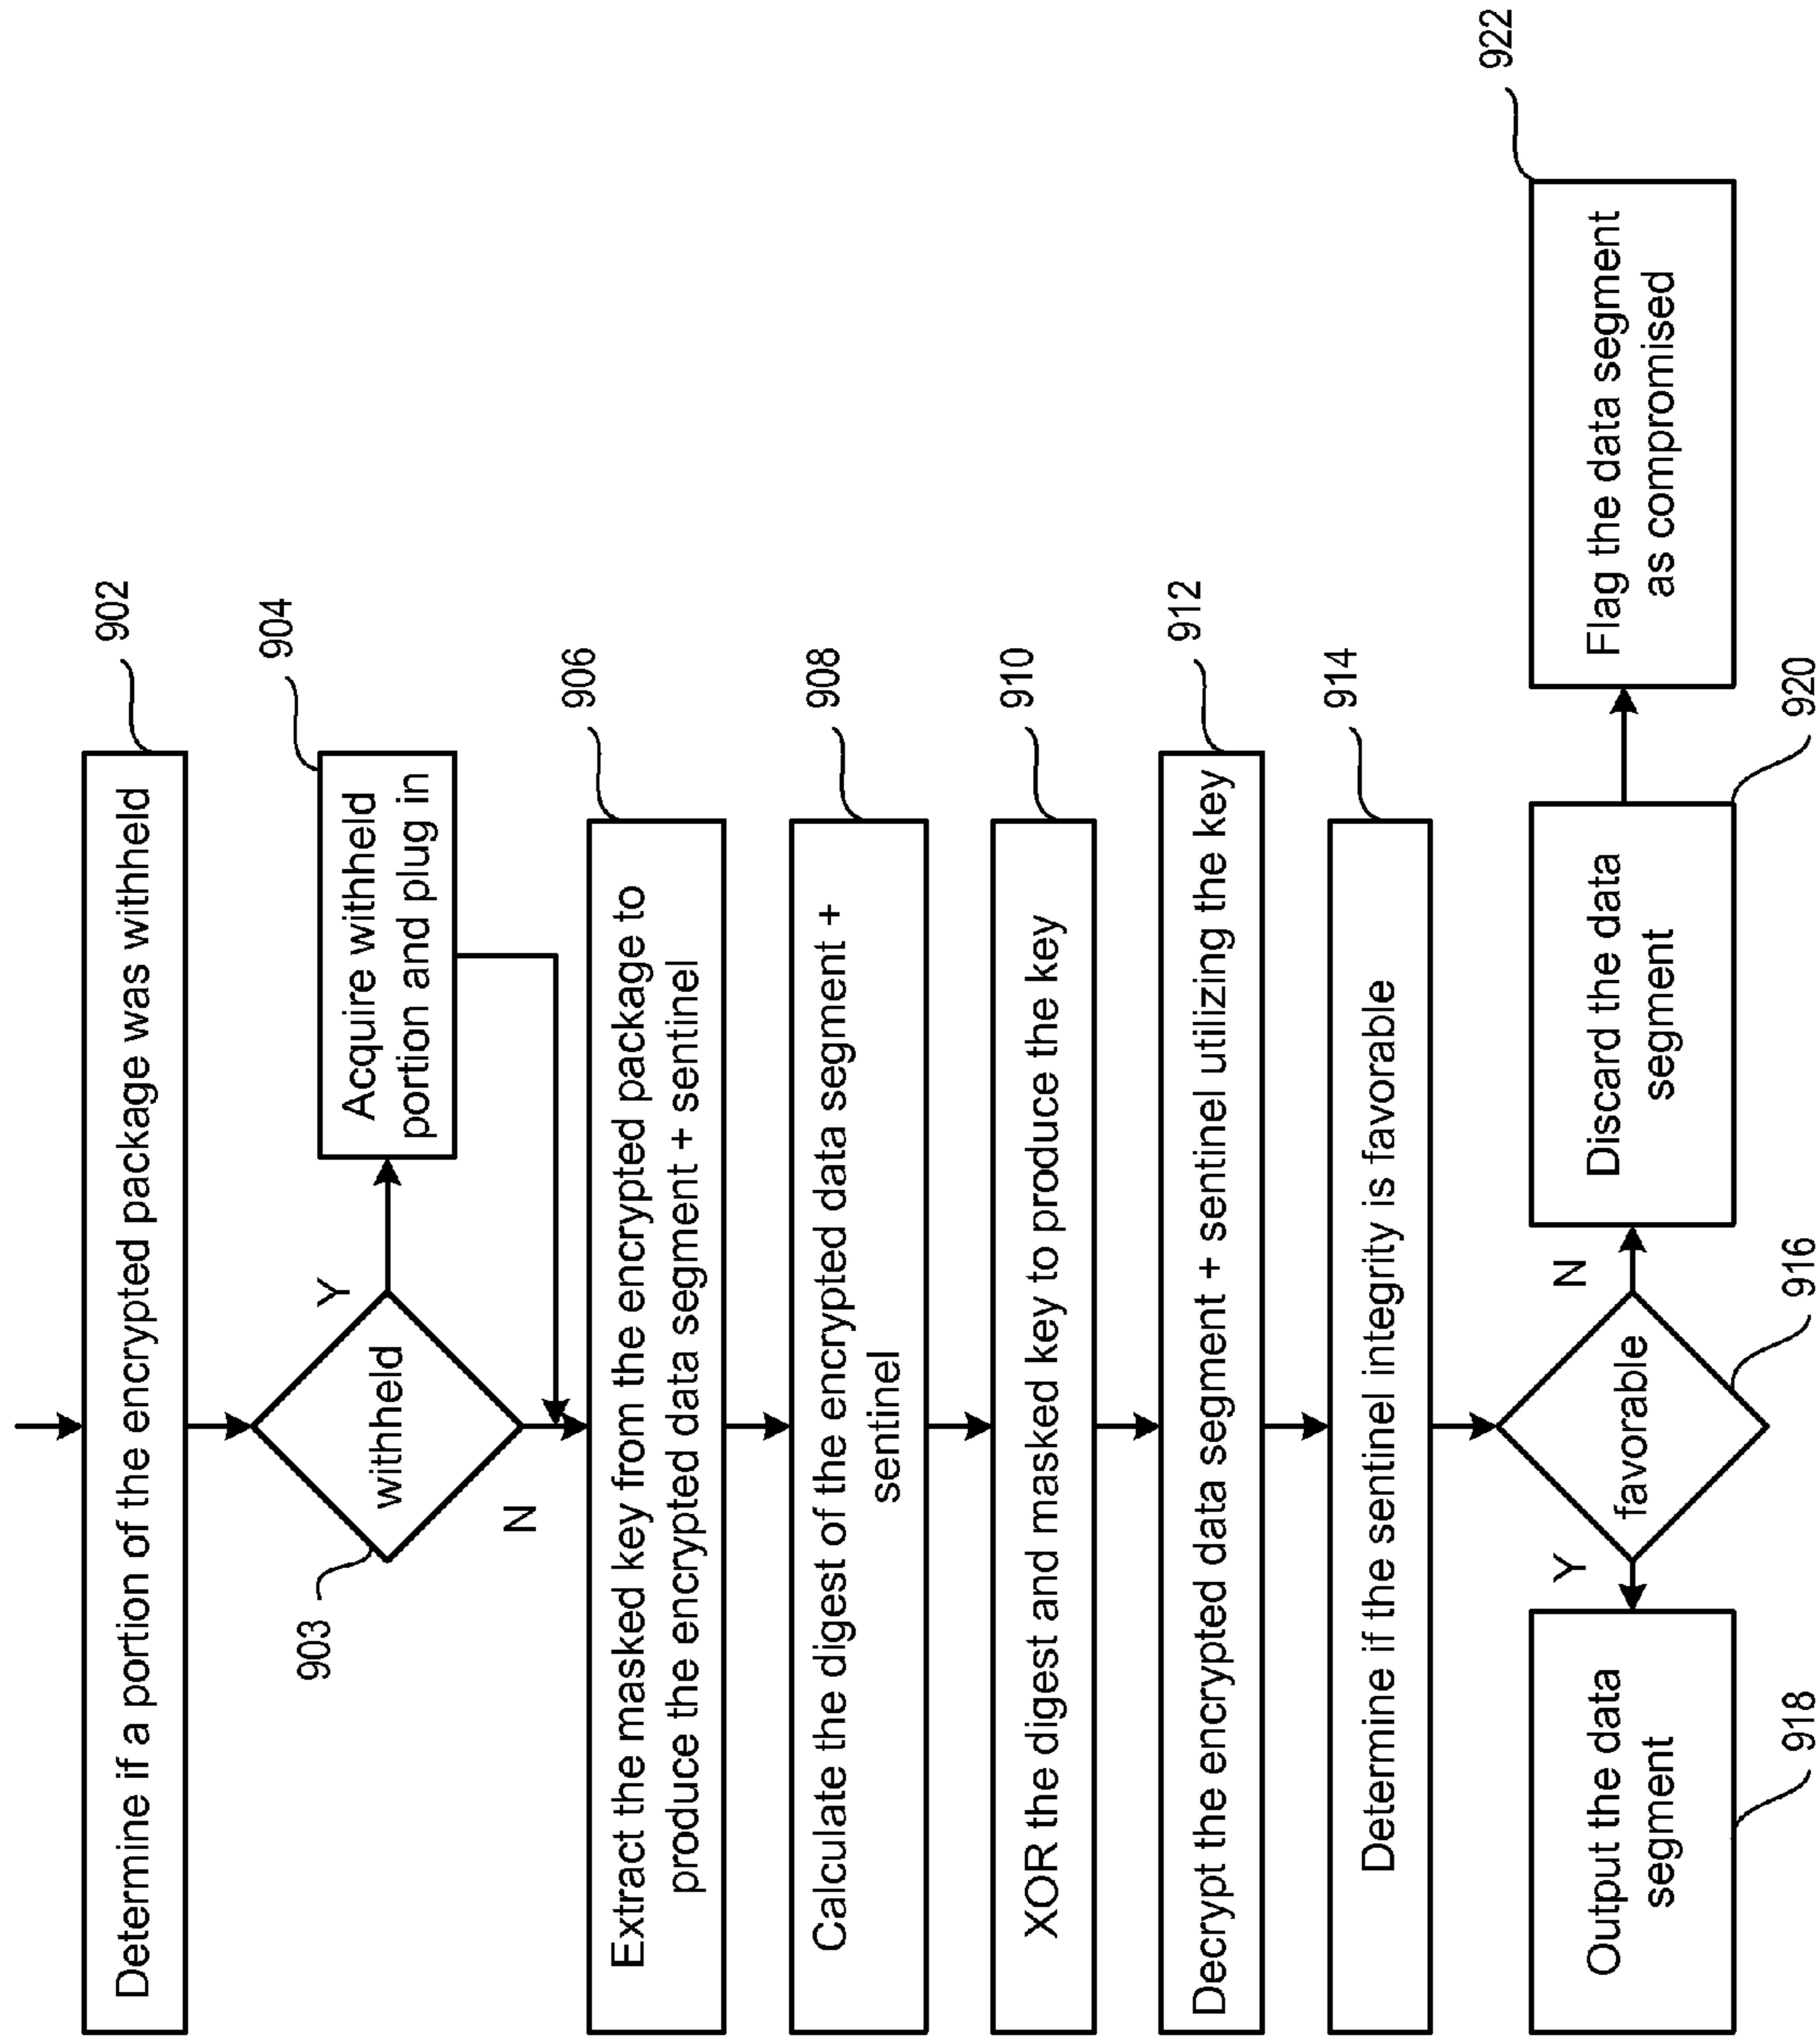 Determine if a portion of the encrypted package was withheld
902
withheld
Y
N
903
Acquire withheld
portion and plug in
904
Extract the masked key from the encrypted package to
produce the encrypted data segment + sentinel
906
Calculate the digest of the encrypted data segment +
sentinel
908
XOR the digest and masked key to produce the key
910
Decrypt the encrypted data segment + sentinel utilizing the key
912
Determine if the sentinel integrity is favorable
914
favorable
Y
N
916
Output the data
segment
918
Discard the data
segment
920
Flag the data segment
as compromised
922